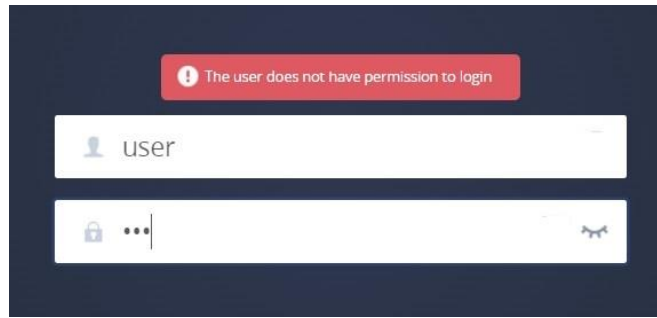 The user does not have permission to login
user
•••